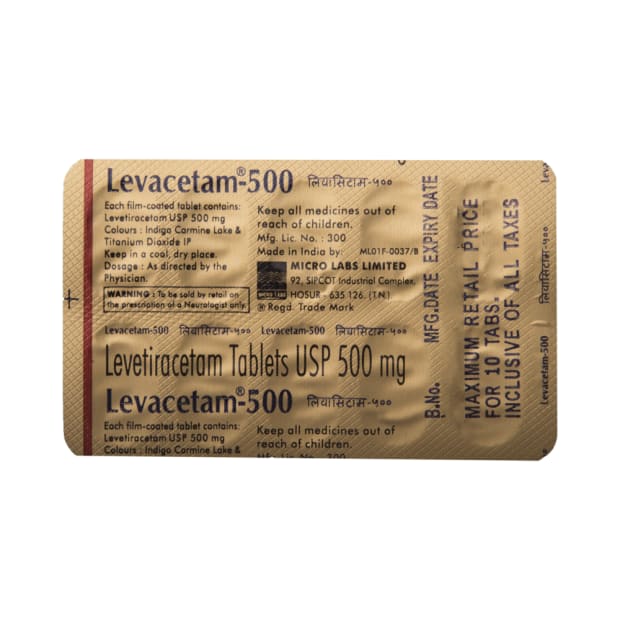 Levacetam®-500 लिवासिटाम-५००
Each film-coated tablet contains:
Levetiracetam USP 500 mg
Colours : Indigo Carmine Lake &
Titanium Dioxide IP
Keep in a cool, dry place.
Dosage : As directed by the
Physician.
WARNING : To be sold by retail on
the prescription of a Neurologist only.
Keep all medicines out of
reach of children.
Mfg. Lic. No. : 300
Made in India by: ML01F-0037/B
MICRO LABS LIMITED
92, SIPCOT Industrial Complex,
HOSUR - 635 126. (TN)
® Regd. Trade Mark
MICRO LABS
Levacetam-500 लिवासिटाम-५०० Levacetam-500 लिवासिटाम-५००
Levetiracetam Tablets USP 500 mg
Levacetam®-500 लिवासिटाम-५००
Each film-coated tablet contains:
Levetiracetam USP 500 mg
Colours : Indigo Carmine Lake &
Keep all medicines out of
reach of children.
B.No. MFG.DATE EXPIRY DATE
MAXIMUM RETAIL PRICE
FOR 10 TABS.
INCLUSIVE OF ALL TAXES
Levacetam-500 लिवासिटाम-५००